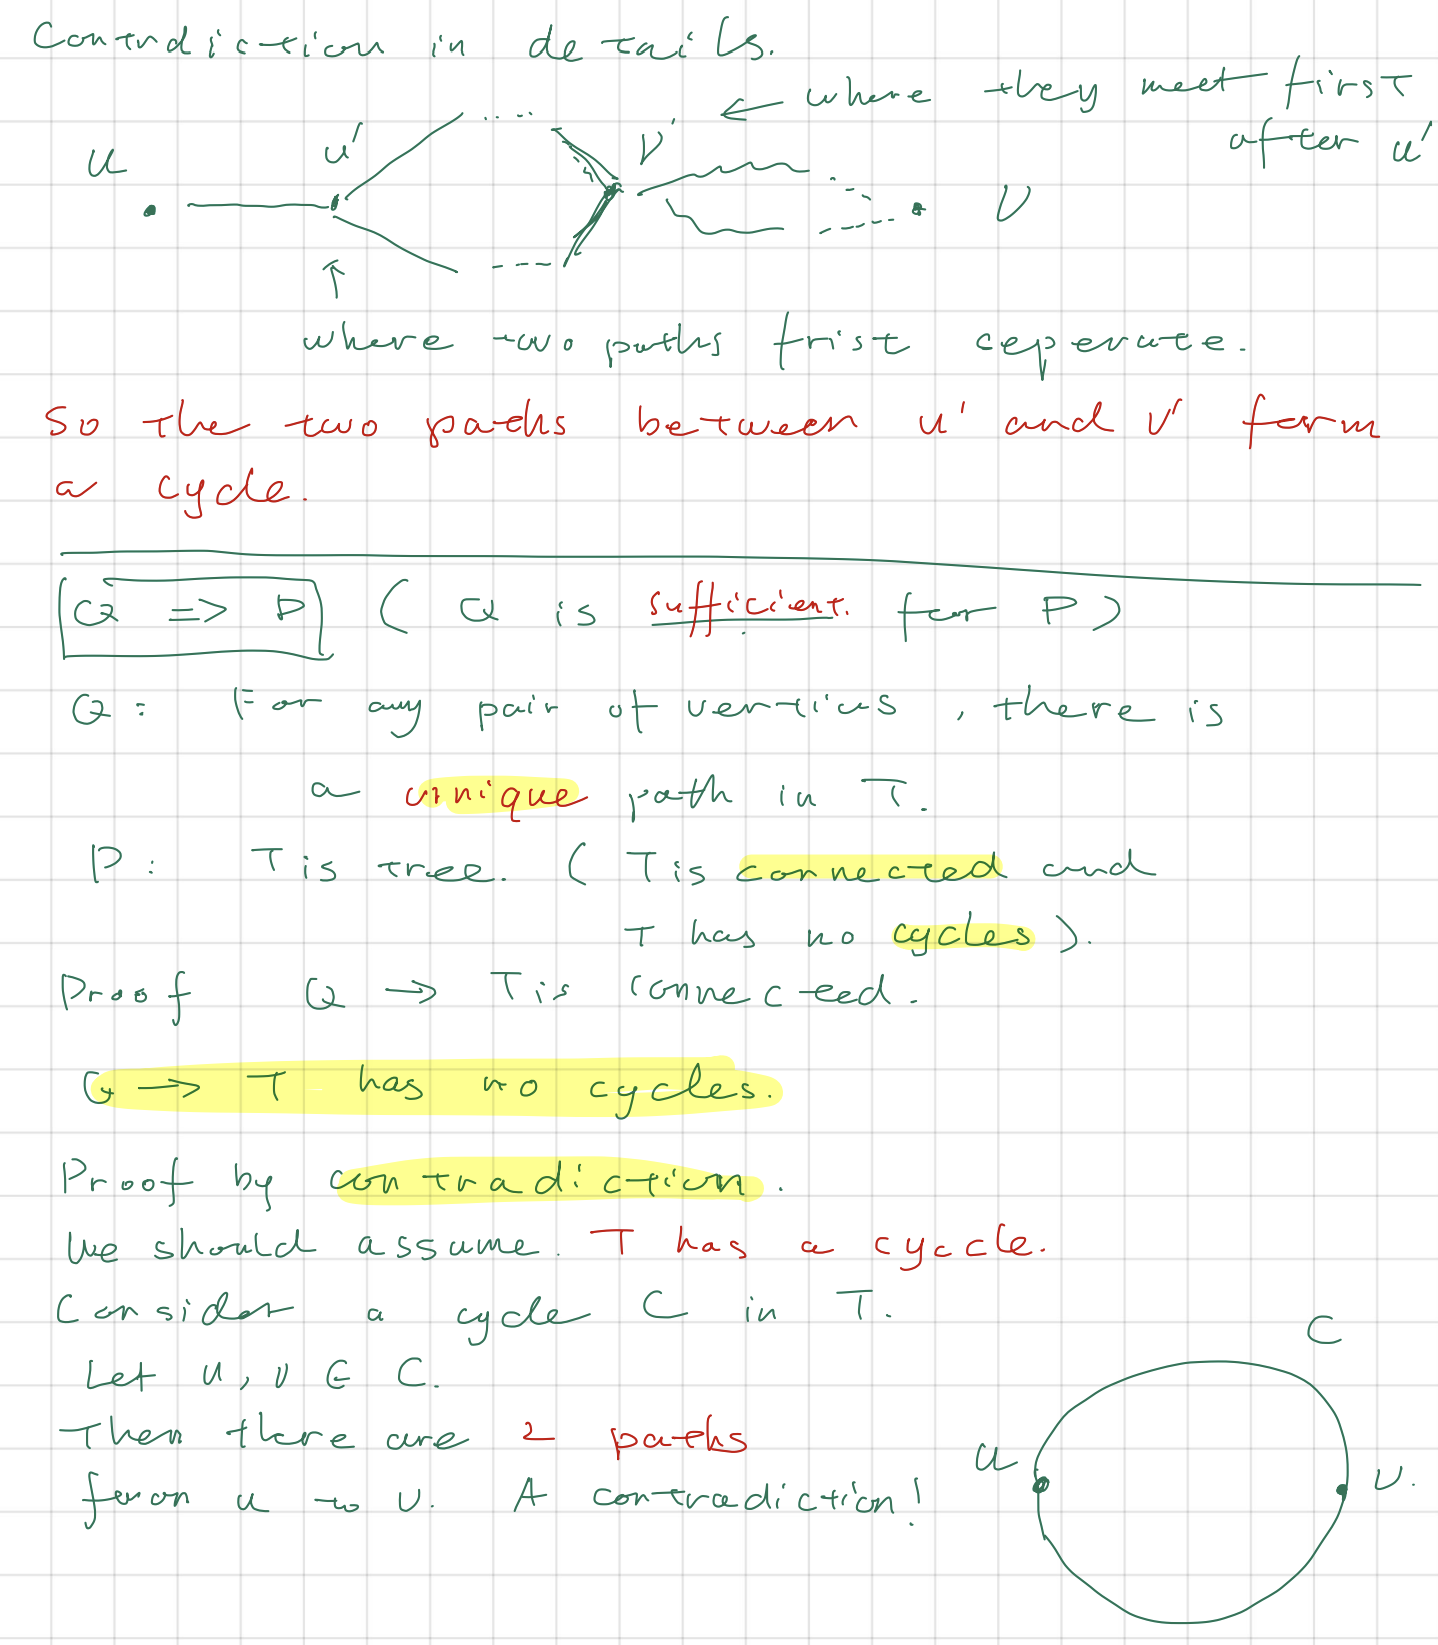 Contradiction in details.
where they meet first
after u'
u
u'
v'
v
where two paths frist ceperate.
So the two paths between u' and v' form
a cycle.
Q => P ( Q is sufficient. for P )
Q : For any pair of vertices , there is
a unique path in T.
P : T is tree. ( T is connected and
T has no cycles ).
Proof Q → T is connected.
Q → T has no cycles.
Proof by contradiction .
We should assume. T has a cyccle.
Consider a cycle C in T.
Let u, v ∈ C.
Then there are 2 paths
from u to v. A contradiction!
C
u
v.